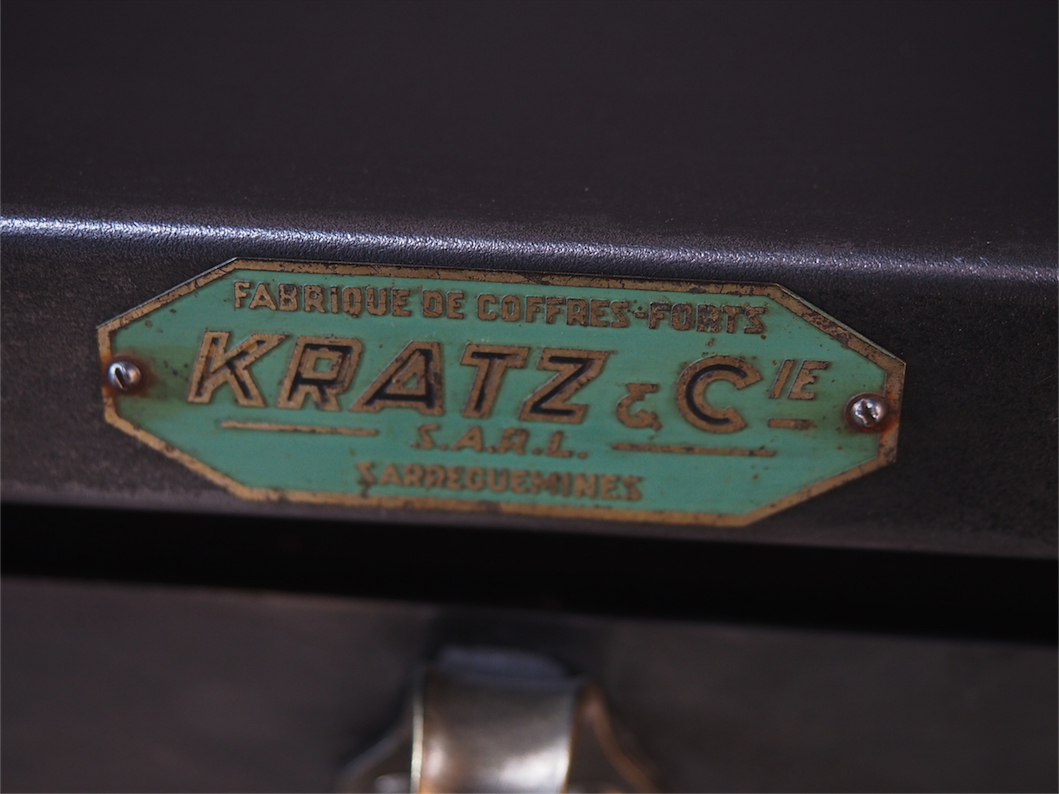 FABRIQUE DE COFFRES-FORTS
KRATZ & CIE
S.A.R.L.
SARREGUEMINES